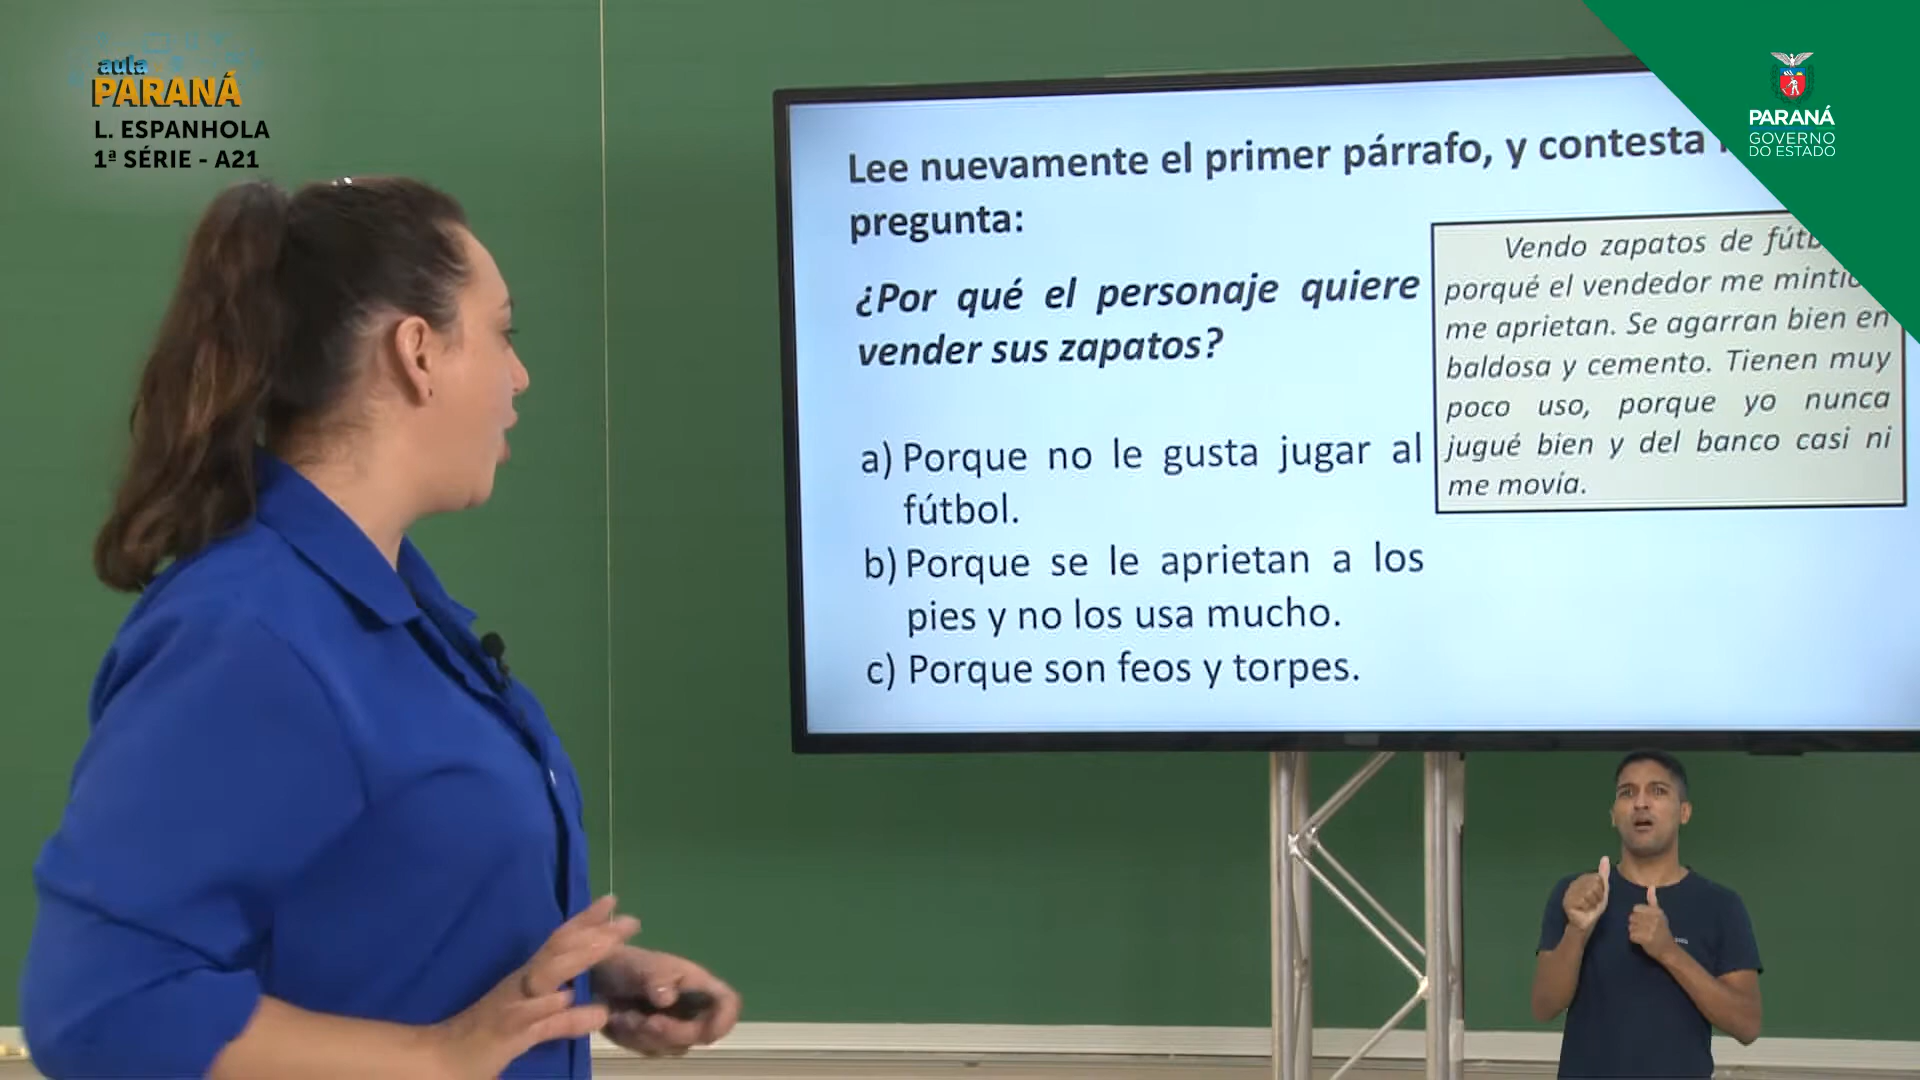 aula
PARANÁ
L. ESPANHOLA
1ª SÉRIE - A21
PARANÁ
GOVERNO
DO ESTADO
Lee nuevamente el primer párrafo, y contesta
pregunta:
¿Por qué el personaje quiere
vender sus zapatos?
a) Porque no le gusta jugar al
fútbol.
b) Porque se le aprietan a los
pies y no los usa mucho.
c) Porque son feos y torpes.
Vendo zapatos de
porqué el vendedor me
me aprietan. Se agarran bien en
baldosa y cemento. Tienen muy
poco uso, porque yo nunca
jugué bien y del banco casi ni
me movía.